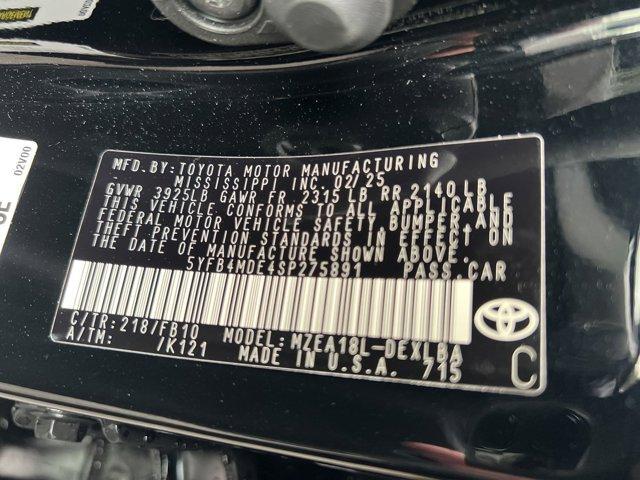 MFD. BY: TOYOTA MOTOR MANUFACTURING
MISSISSIPPI INC. 02/25
GVWR 3925LB GAWR FR. 2315 LB RR 2140 LB
THIS VEHICLE CONFORMS TO ALL APPLICABLE
FEDERAL MOTOR VEHICLE SAFETY, BUMPER, AND
THEFT PREVENTION STANDARDS IN EFFECT ON
THE DATE OF MANUFACTURE SHOWN ABOVE.
5YFB4MDE4SP275891 PASS.CAR
C/TR: 218/FB10 MODEL: MZEA18L-DEXLBA
A/TM: /K121 MADE IN U.S.A. 715
C
02V00